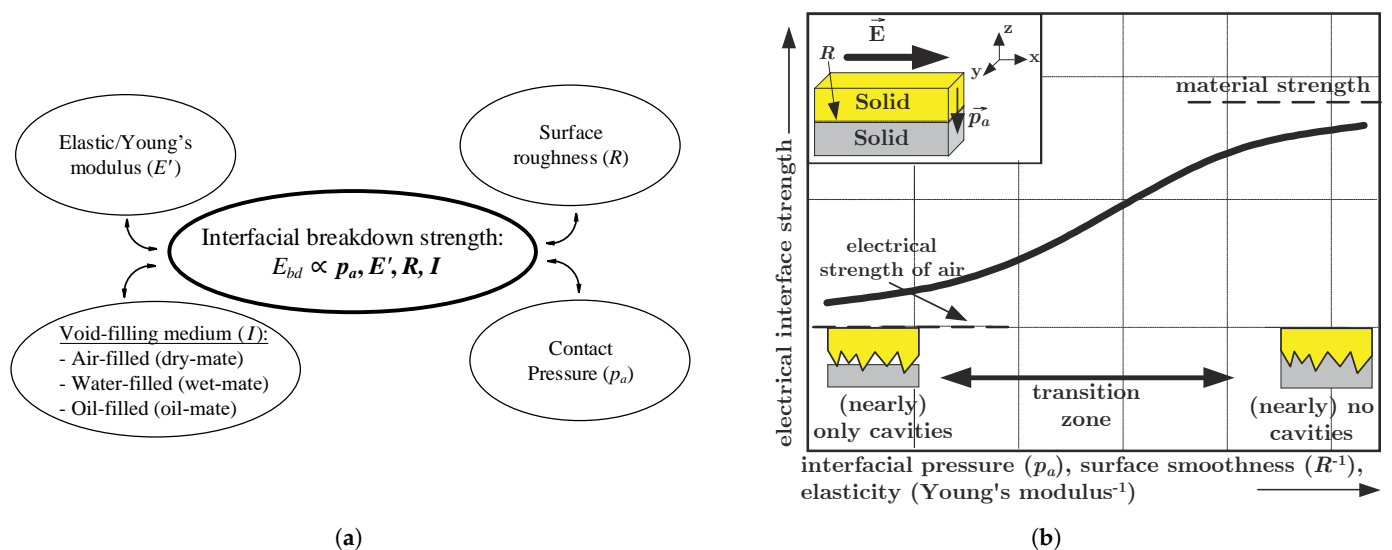 Elastic/Young's
modulus (E′)
Surface
roughness (R)
Interfacial breakdown strength:
E_bd ∝ p_a, E′, R, I
Void-filling medium (I):
- Air-filled (dry-mate)
- Water-filled (wet-mate)
- Oil-filled (oil-mate)
Contact
Pressure (p_a)
(a)
electrical interface strength
E⃗
R
z
y
x
Solid
Solid
p⃗_a
material strength
electrical
strength of air
(nearly)
only cavities
transition
zone
(nearly) no
cavities
interfacial pressure (p_a), surface smoothness (R⁻¹),
elasticity (Young's modulus⁻¹)
(b)